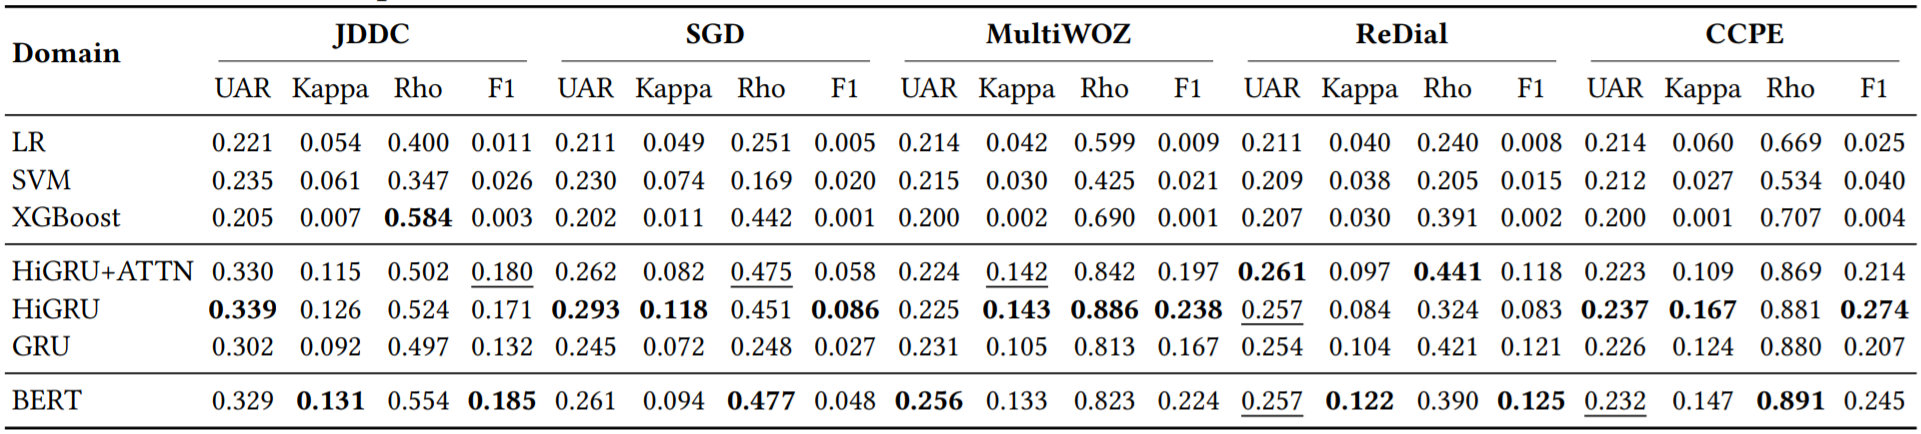 JDDC SGD MultiWOZ ReDial CCPE
Domain
UAR Kappa Rho F1 UAR Kappa Rho F1 UAR Kappa Rho F1 UAR Kappa Rho F1 UAR Kappa Rho F1
LR 0.221 0.054 0.400 0.011 0.211 0.049 0.251 0.005 0.214 0.042 0.599 0.009 0.211 0.040 0.240 0.008 0.214 0.060 0.669 0.025
SVM 0.235 0.061 0.347 0.026 0.230 0.074 0.169 0.020 0.215 0.030 0.425 0.021 0.209 0.038 0.205 0.015 0.212 0.027 0.534 0.040
XGBoost 0.205 0.007 0.584 0.003 0.202 0.011 0.442 0.001 0.200 0.002 0.690 0.001 0.207 0.030 0.391 0.002 0.200 0.001 0.707 0.004
HiGRU+ATTN 0.330 0.115 0.502 0.180 0.262 0.082 0.475 0.058 0.224 0.142 0.842 0.197 0.261 0.097 0.441 0.118 0.223 0.109 0.869 0.214
HiGRU 0.339 0.126 0.524 0.171 0.293 0.118 0.451 0.086 0.225 0.143 0.886 0.238 0.257 0.084 0.324 0.083 0.237 0.167 0.881 0.274
GRU 0.302 0.092 0.497 0.132 0.245 0.072 0.248 0.027 0.231 0.105 0.813 0.167 0.254 0.104 0.421 0.121 0.226 0.124 0.880 0.207
BERT 0.329 0.131 0.554 0.185 0.261 0.094 0.477 0.048 0.256 0.133 0.823 0.224 0.257 0.122 0.390 0.125 0.232 0.147 0.891 0.245